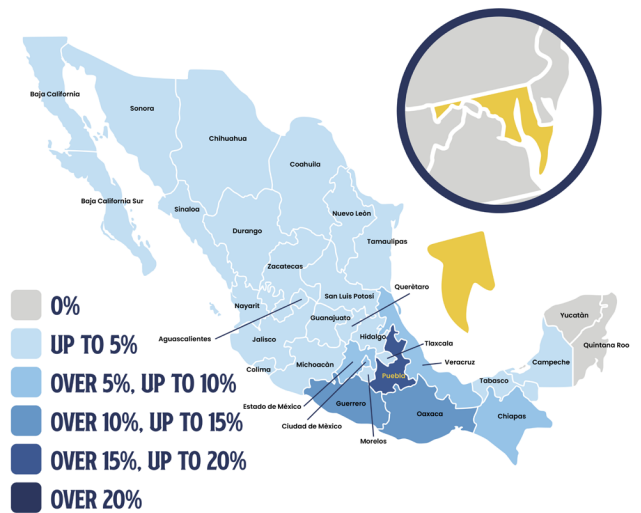 Baja California
Sonora
Chihuahua
Coahuila
Baja California Sur
Sinaloa
Nuevo León
Durango
Tamaulipas
Zacatecas
Querètaro
San Luis Potosí
Nayarit
Guanajuata
Yucatàn
Aguascalientes
Jalisco
Hidalgo
Tlaxcala
Quintana Roo
Michoacán
Veracruz
Campeche
Colima
Puebla
Tabasco
Estado de México
Guerrero
Oaxaca
Chiapas
Ciudad de México
Morelos
0%
UP TO 5%
OVER 5%, UP TO 10%
OVER 10%, UP TO 15%
OVER 15%, UP TO 20%
OVER 20%